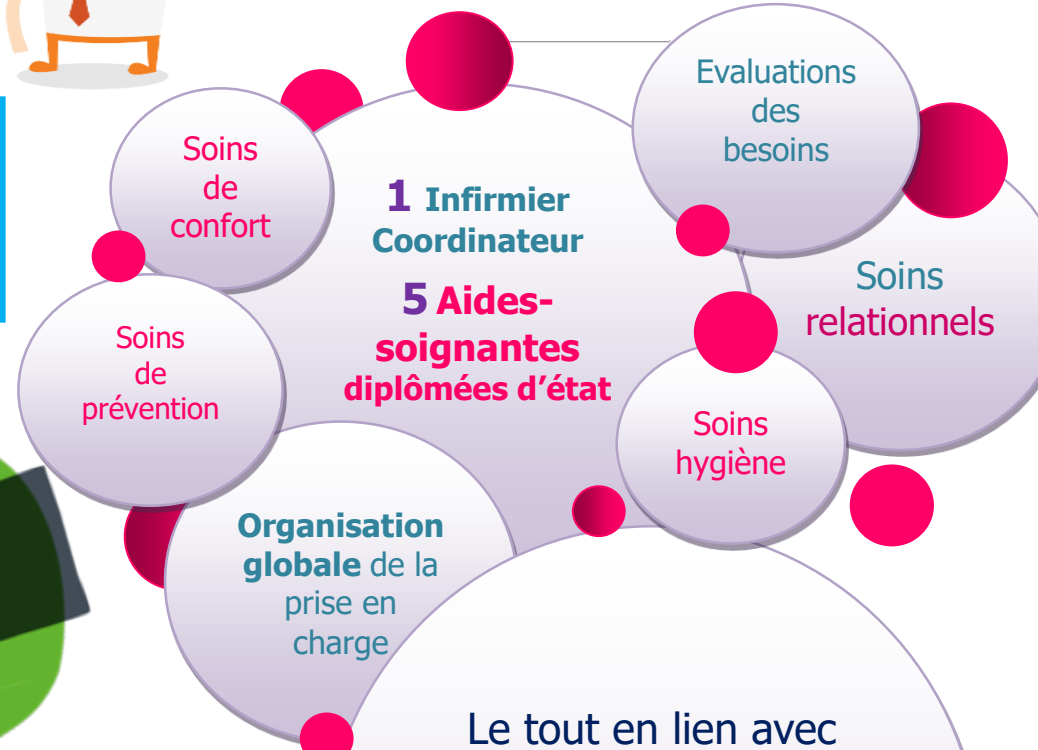 Soins
de
confort
Evaluations
des
besoins
1 Infirmier
Coordinateur
5 Aides-
soignantes
diplômées d’état
Soins
relationnels
Soins
de
prévention
Soins
hygiène
Organisation
globale de la
prise en
charge
Le tout en lien avec